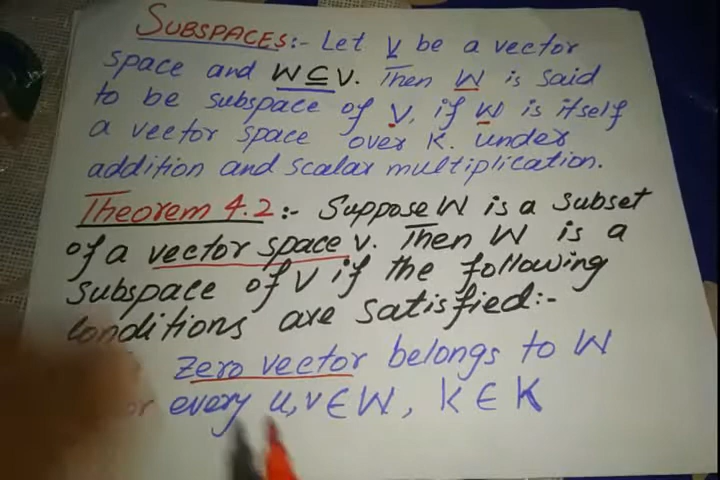 SUBSPACES:- Let V be a vector
space and W ⊆ V. Then W is said
to be subspace of V, if W is itself
a vector space over K. under
addition and scalar multiplication.
Theorem 4.2:- Suppose W is a subset
of a vector space V. Then W is a
subspace of V if the following
conditions are satisfied:-
Zero vector belongs to W
every u, v ∈ W, K ∈ K